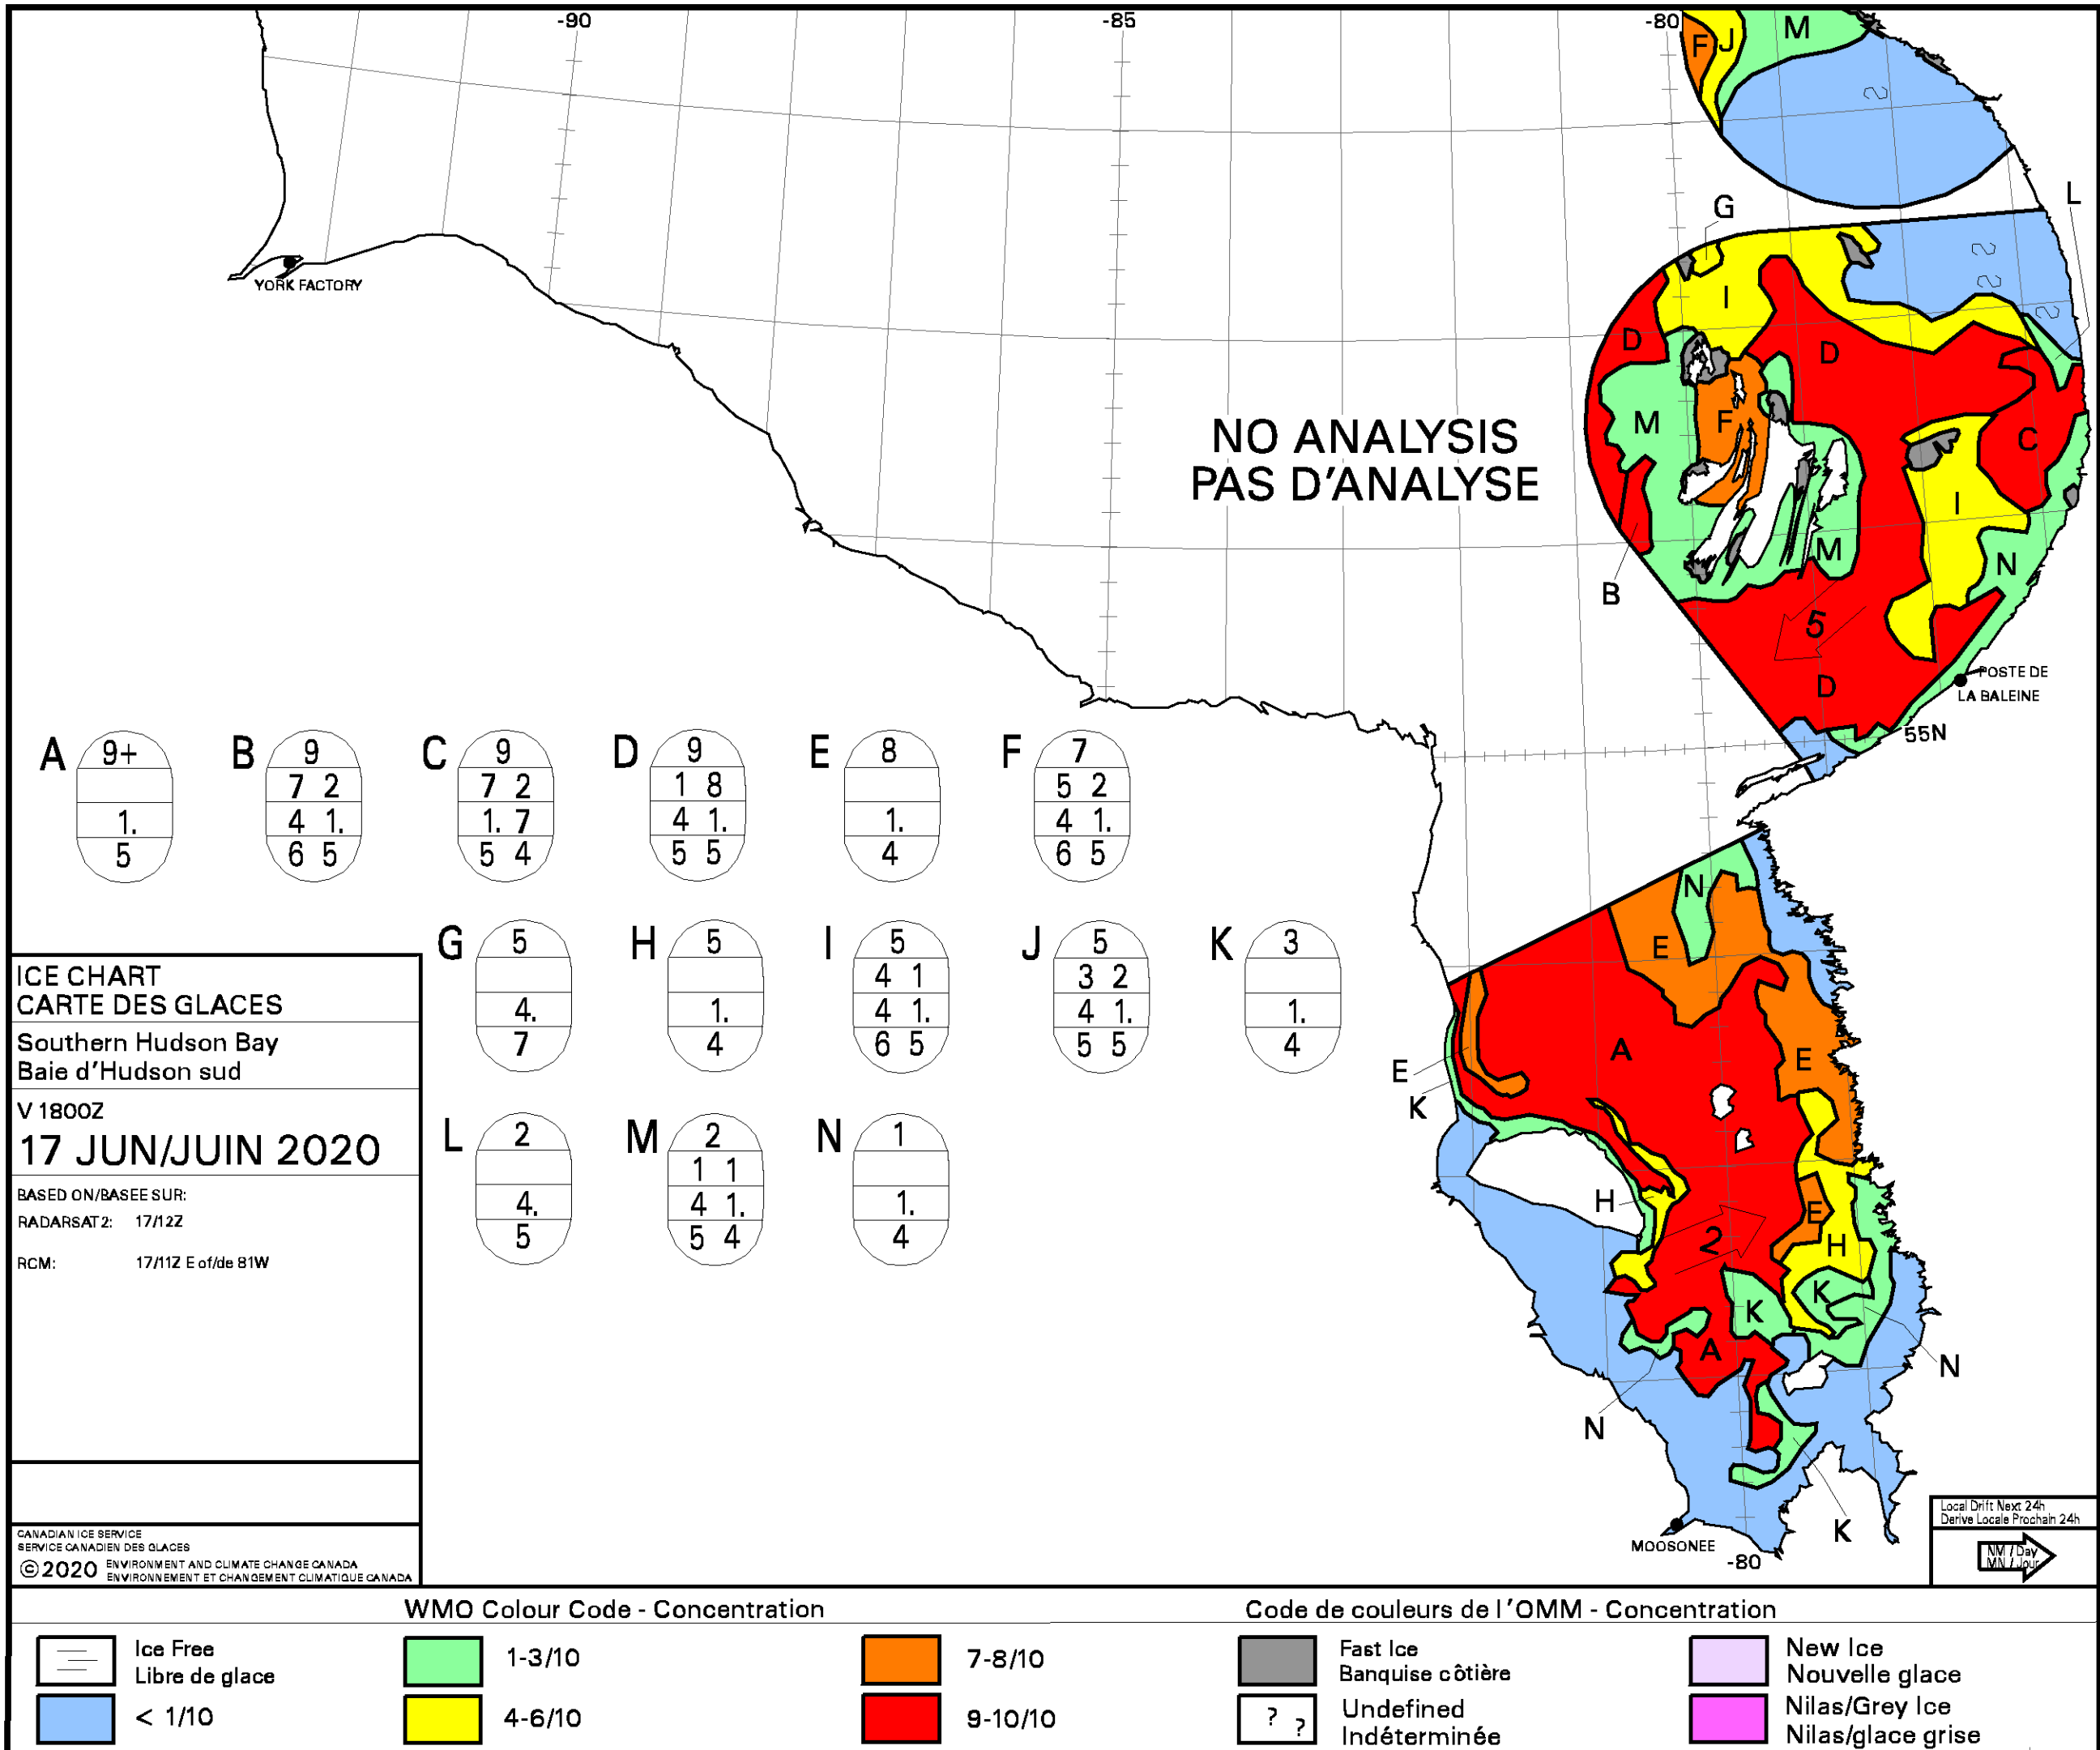 -90
-85
-80
F
J
M
S
G
L
YORK FACTORY
I
S
S
S
D
D
M
F
C
NO ANALYSIS
PAS D'ANALYSE
I
M
N
B
5
D
POSTE DE
LA BALEINE
55N
A 9+ 1. 5
B 9 7 2 4 1. 6 5
C 9 7 2 1. 7 5 4
D 9 1 8 4 1. 5 5
E 8 1. 4
F 7 5 2 4 1. 6 5
G 5 4. 7
H 5 1. 4
I 5 4 1 4 1. 6 5
J 5 3 2 4 1. 5 5
K 3 1. 4
L 2 4. 5
M 2 1 1 4 1. 5 4
N 1 1. 4
N
E
A
E
E
K
H
E
2
H
K
K
A
N
N
K
MOOSONEE
-80
ICE CHART
CARTE DES GLACES
Southern Hudson Bay
Baie d'Hudson sud
V 1800Z
17 JUN/JUIN 2020
BASED ON/BASEE SUR:
RADARSAT2: 17/12Z
RCM: 17/11Z E of/de 81W
CANADIAN ICE SERVICE
SERVICE CANADIEN DES GLACES
© 2020 ENVIRONMENT AND CLIMATE CHANGE CANADA
ENVIRONNEMENT ET CHANGEMENT CLIMATIQUE CANADA
Local Drift Next 24h
Derive Locale Prochain 24h
NM / Day
MN / Jour
WMO Colour Code - Concentration
Code de couleurs de l'OMM - Concentration
Ice Free
Libre de glace
< 1/10
1-3/10
4-6/10
7-8/10
9-10/10
Fast Ice
Banquise côtière
? ?
Undefined
Indéterminée
New Ice
Nouvelle glace
Nilas/Grey Ice
Nilas/glace grise